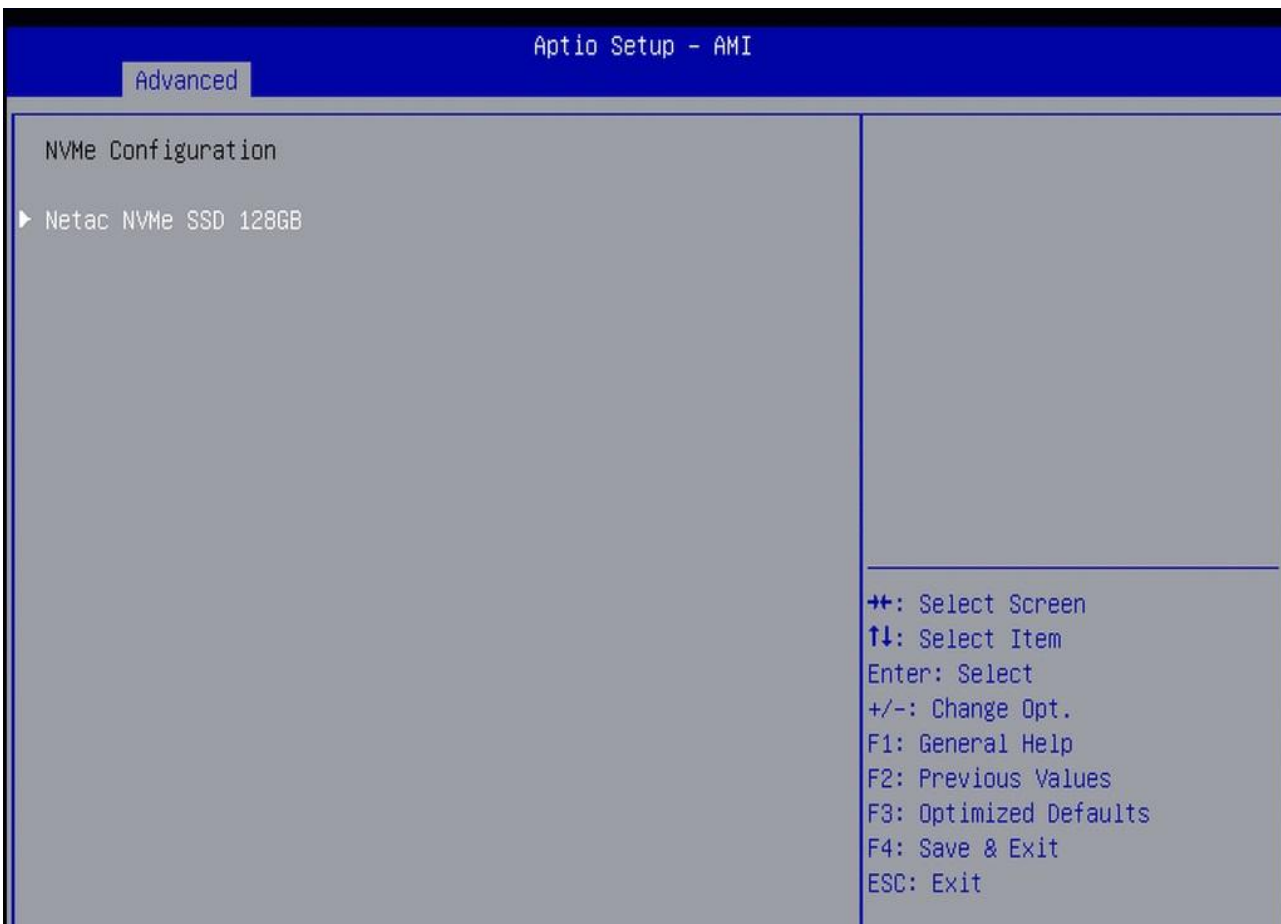 Aptio Setup - AMI
Advanced
NVMe Configuration
Netac NVMe SSD 128GB
→←: Select Screen
↑↓: Select Item
Enter: Select
+/-: Change Opt.
F1: General Help
F2: Previous Values
F3: Optimized Defaults
F4: Save & Exit
ESC: Exit